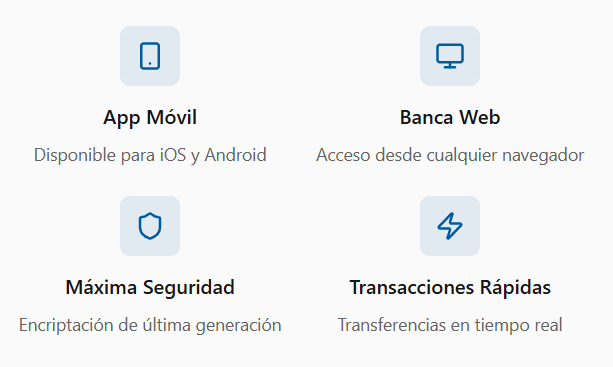 App Móvil
Disponible para iOS y Android
Banca Web
Acceso desde cualquier navegador
Máxima Seguridad
Encriptación de última generación
Transacciones Rápidas
Transferencias en tiempo real